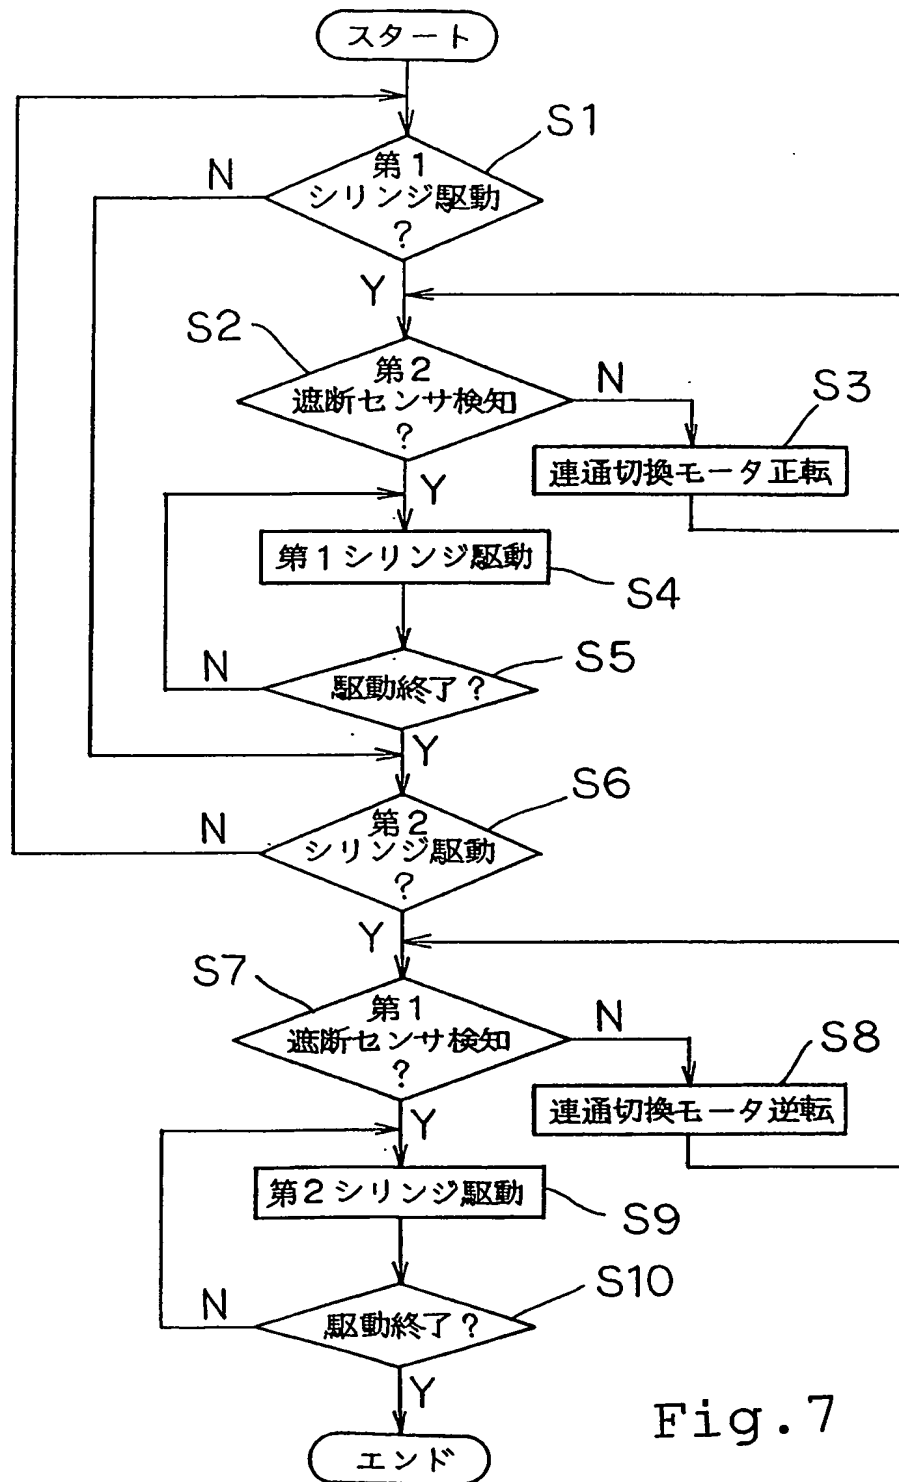 スタート
S1
第1
シリンジ駆動
?
N
Y
S2
第2
遮断センサ検知
?
N
S3
連通切換モータ正転
Y
第1シリンジ駆動
S4
S5
駆動終了?
N
Y
S6
第2
シリンジ駆動
?
N
Y
S7
第1
遮断センサ検知
?
N
S8
連通切換モータ逆転
Y
第2シリンジ駆動
S9
S10
駆動終了?
N
Y
エンド
Fig.7